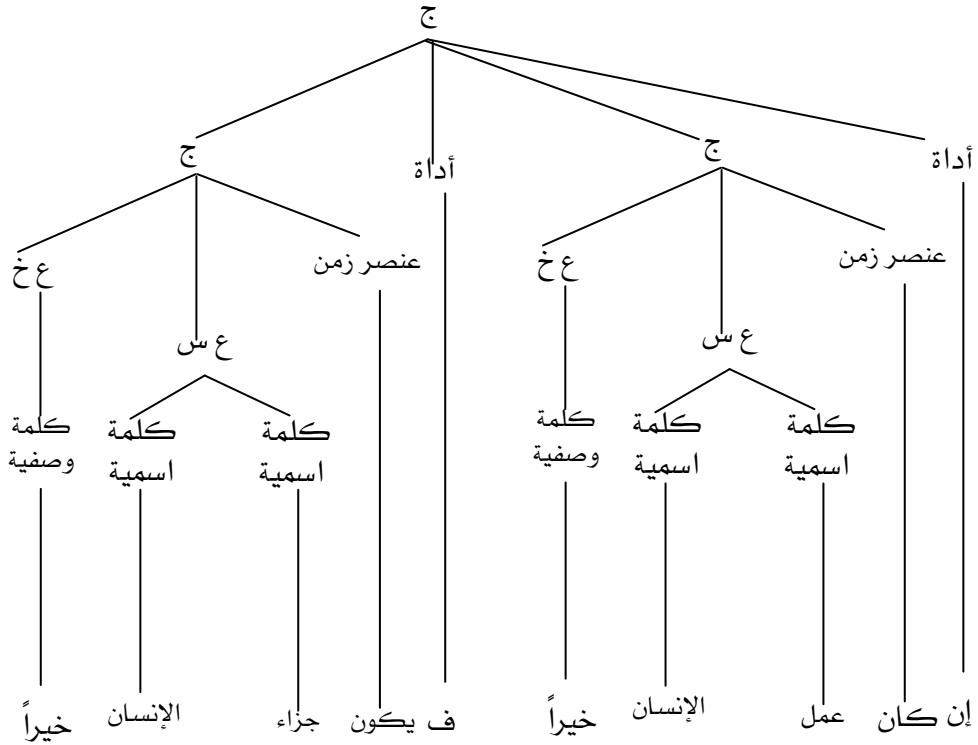 ج
أداة ج أداة ج
عنصر زمن ع خ عنصر زمن ع خ
ع س ع س
كلمة كلمة كلمة كلمة كلمة كلمة
اسمية اسمية وصفية اسمية اسمية وصفية
إن كان عمل الإنسان خيراً ف يكون جزاء الإنسان خيراً